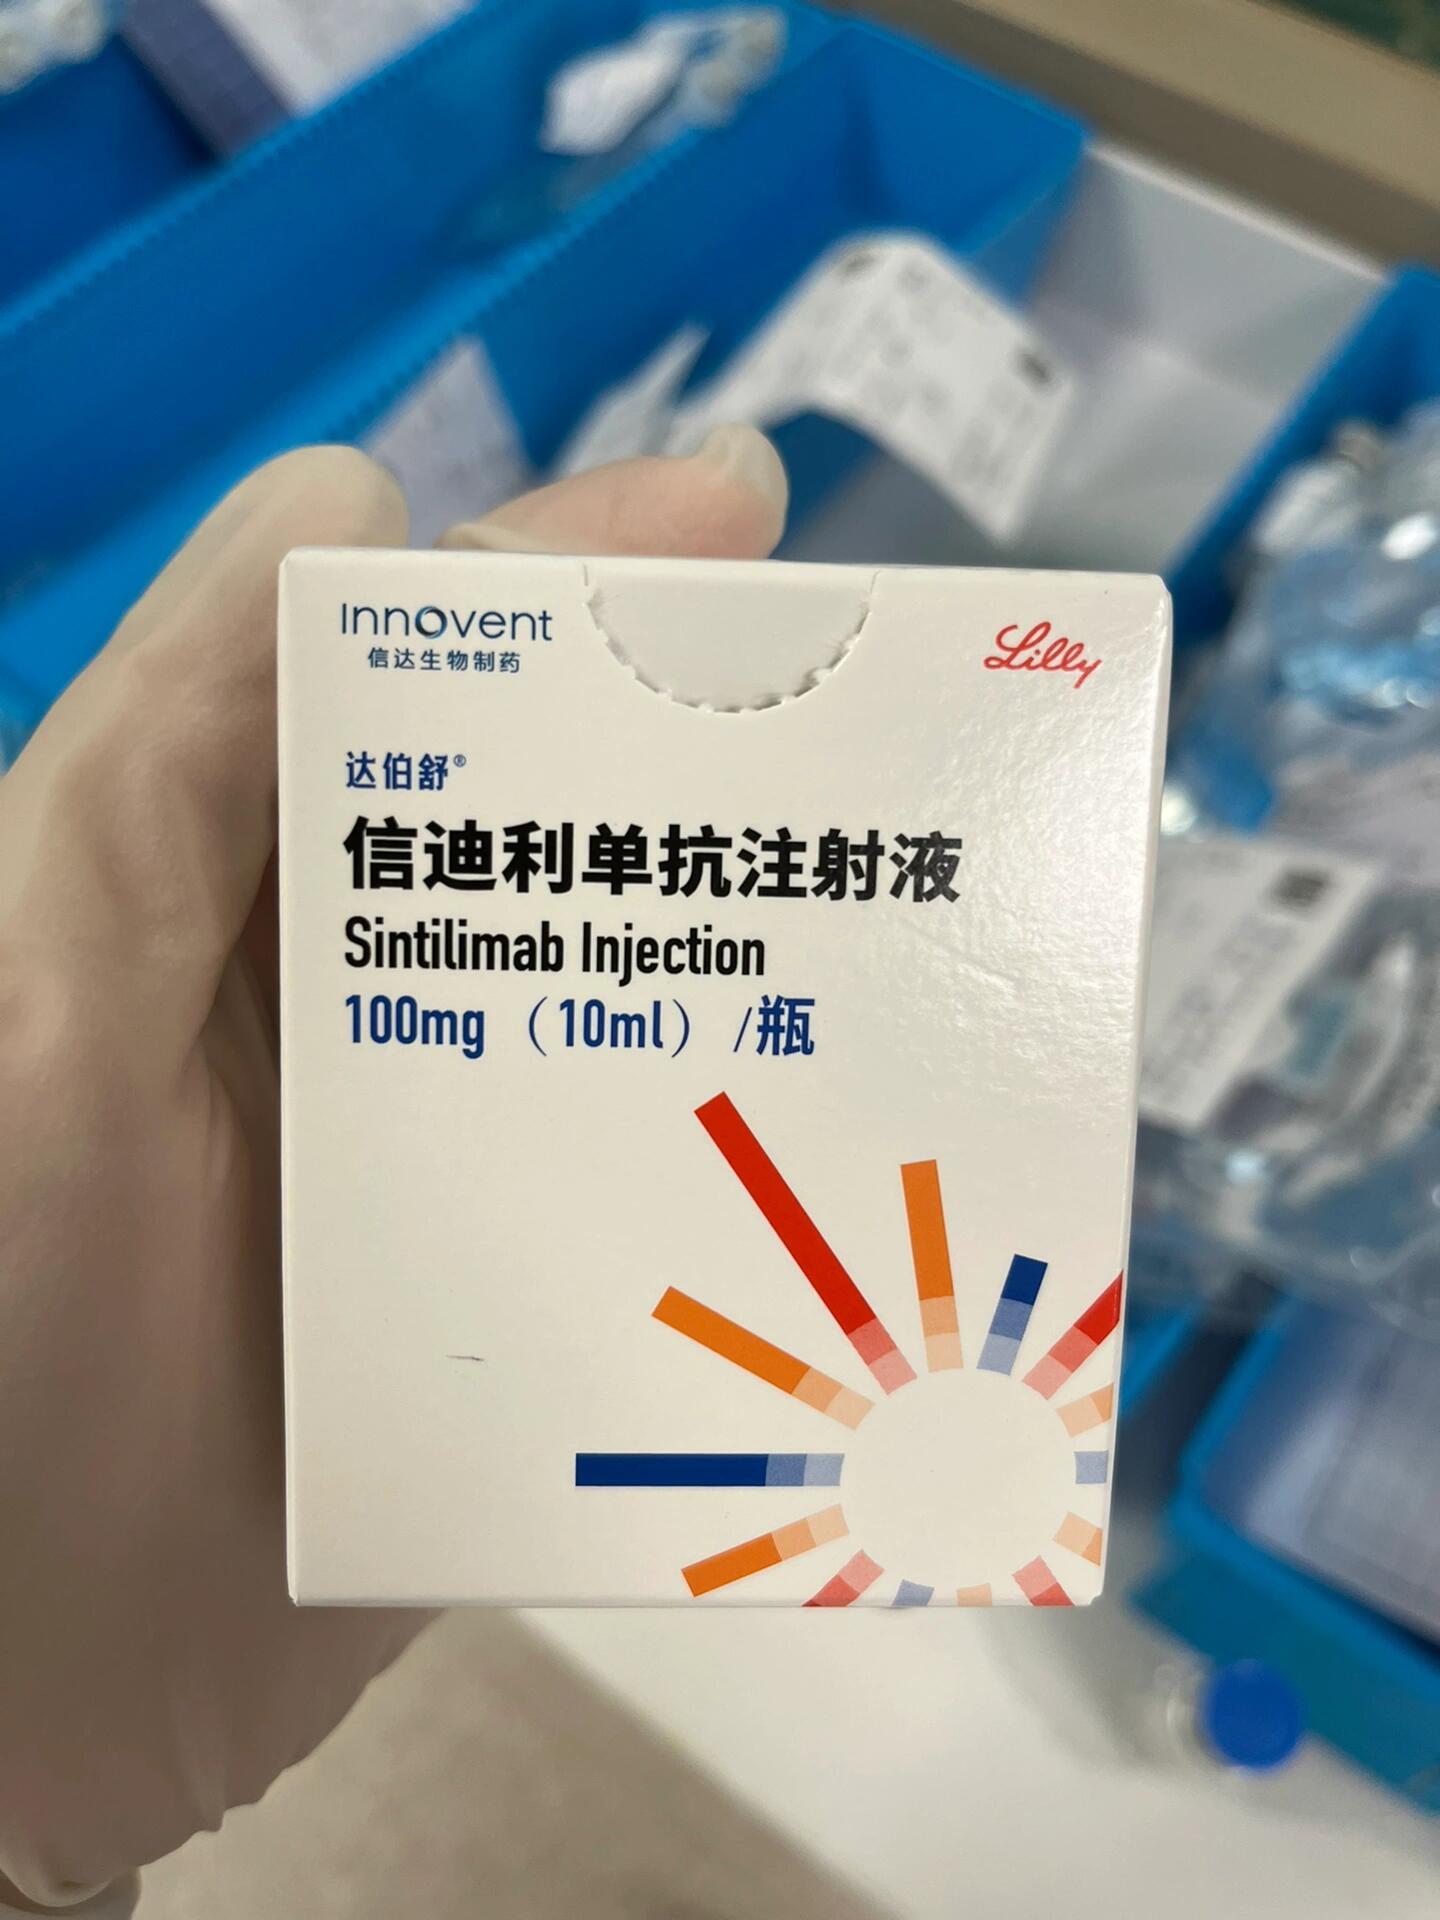 Innovent
信达生物制药
Lilly
达伯舒®
信迪利单抗注射液
Sintilimab Injection
100mg （10ml） /瓶